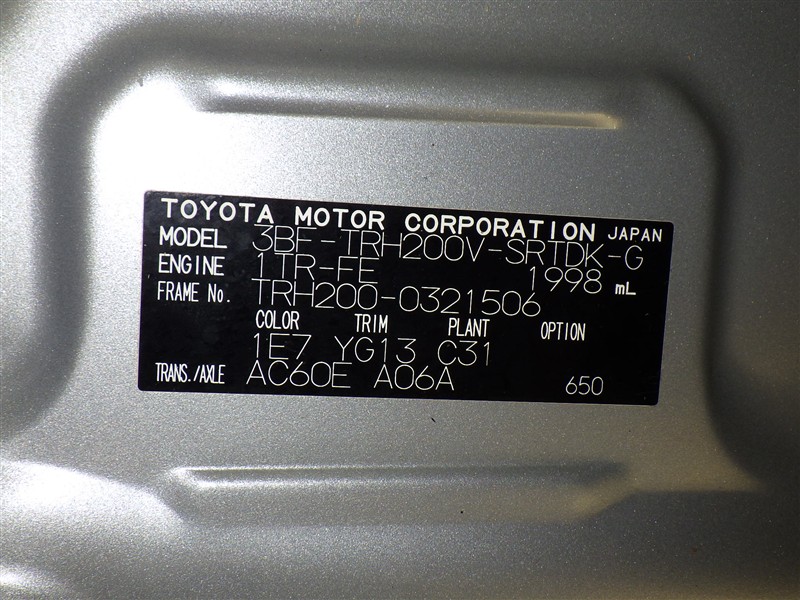 TOYOTA MOTOR CORPORATION JAPAN
MODEL 3BF-TRH200V-SRTDK-G
ENGINE 1TR-FE 1998 mL
FRAME No. TRH200-0321506
COLOR TRIM PLANT OPTION
1E7 YG13 C31
TRANS./AXLE AC60E A06A 650